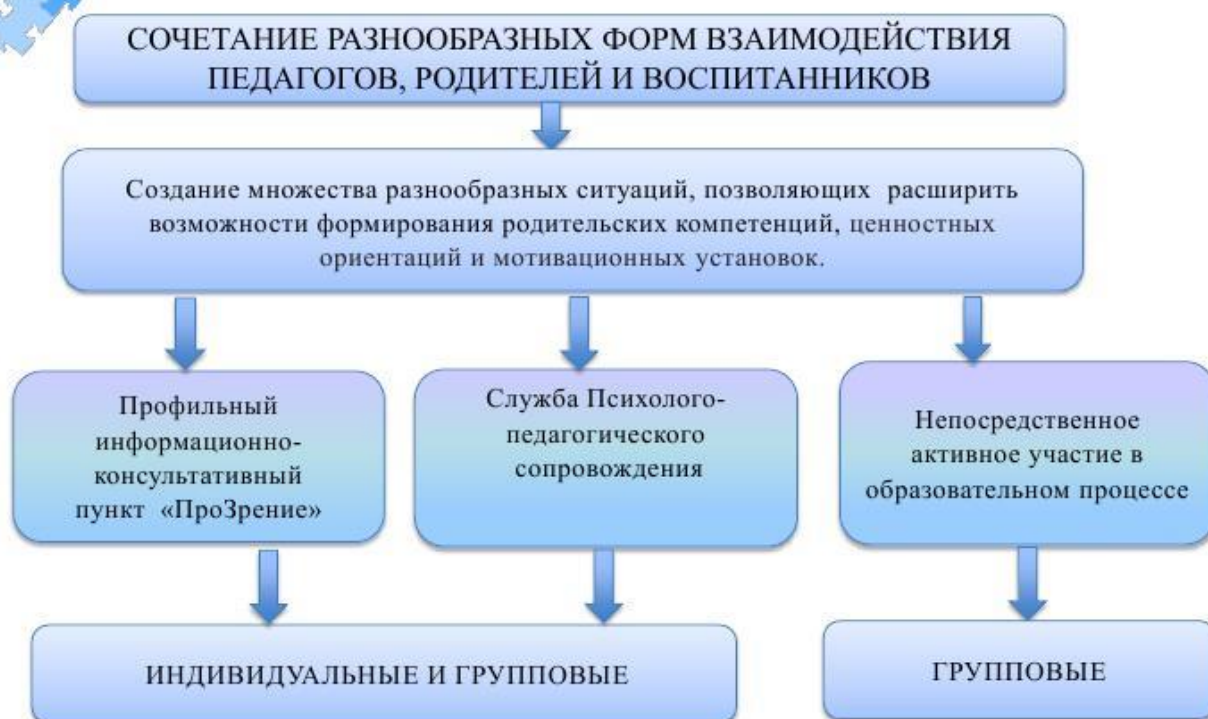 СОЧЕТАНИЕ РАЗНООБРАЗНЫХ ФОРМ ВЗАИМОДЕЙСТВИЯ
ПЕДАГОГОВ, РОДИТЕЛЕЙ И ВОСПИТАННИКОВ
Создание множества разнообразных ситуаций, позволяющих расширить
возможности формирования родительских компетенций, ценностных
ориентаций и мотивационных установок.
Профильный
информационно-
консультативный
пункт «ПроЗрение»
Служба Психолого-
педагогического
сопровождения
Непосредственное
активное участие в
образовательном процессе
ИНДИВИДУАЛЬНЫЕ И ГРУППОВЫЕ
ГРУППОВЫЕ